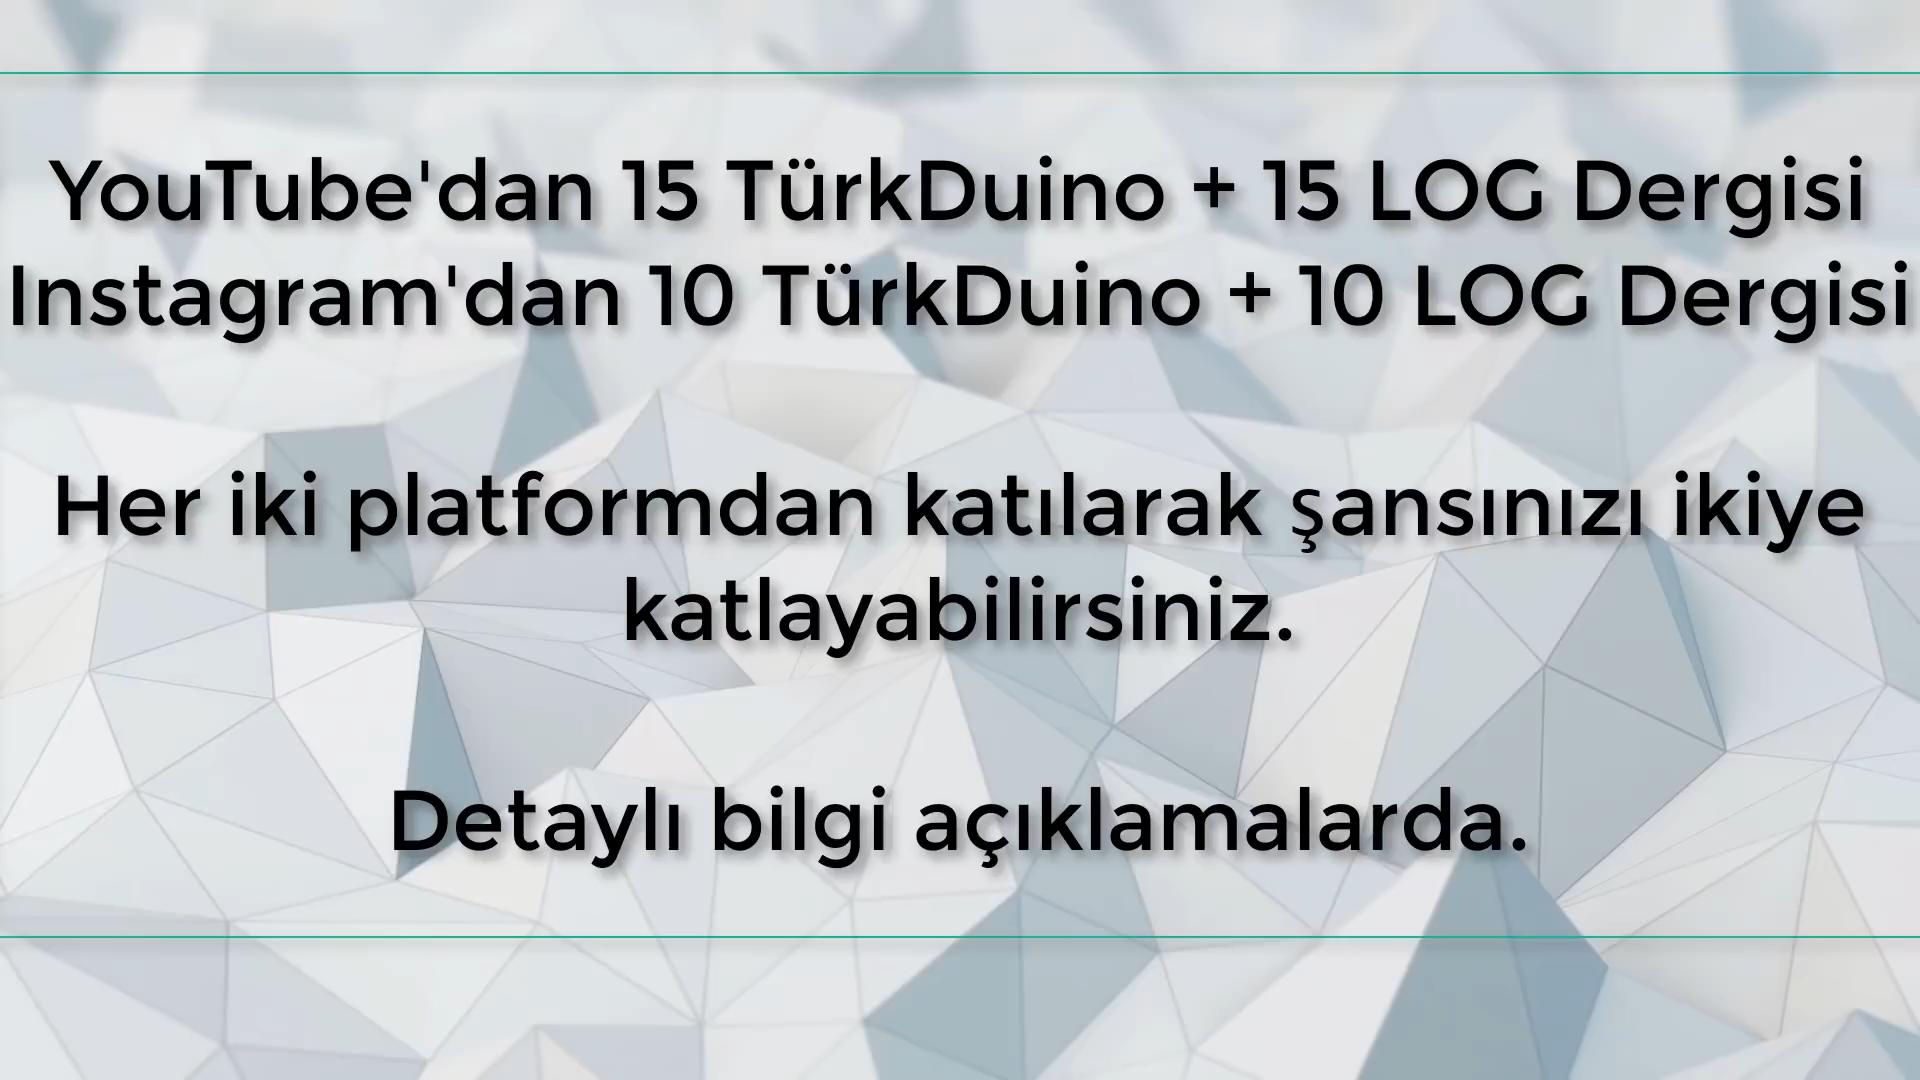 YouTube'dan 15 TürkDuino + 15 LOG Dergisi
Instagram'dan 10 TürkDuino + 10 LOG Dergisi
Her iki platformdan katılarak şansınızı ikiye
katlayabilirsiniz.
Detaylı bilgi açıklamalarda.